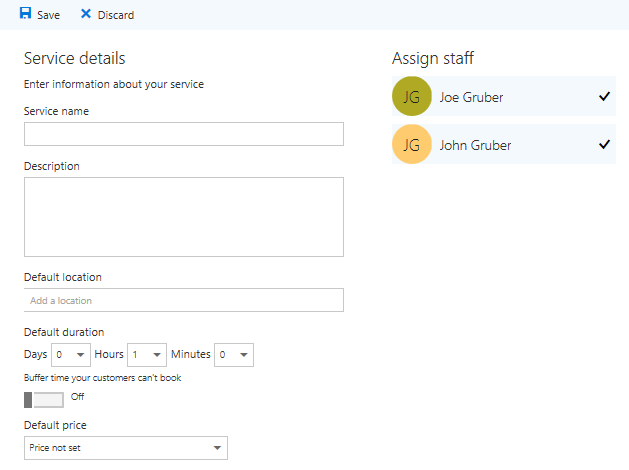 Save Discard
Service details
Enter information about your service
Service name
Description
Default location
Add a location
Default duration
Days 0 Hours 1 Minutes 0
Buffer time your customers can't book
Off
Default price
Price not set
Assign staff
JG Joe Gruber
JG John Gruber